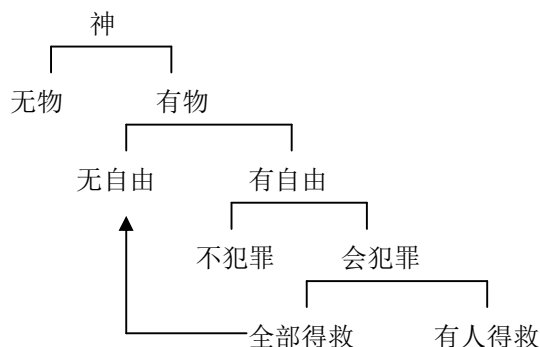 神
无物 有物
无自由 有自由
不犯罪 会犯罪
全部得救 有人得救